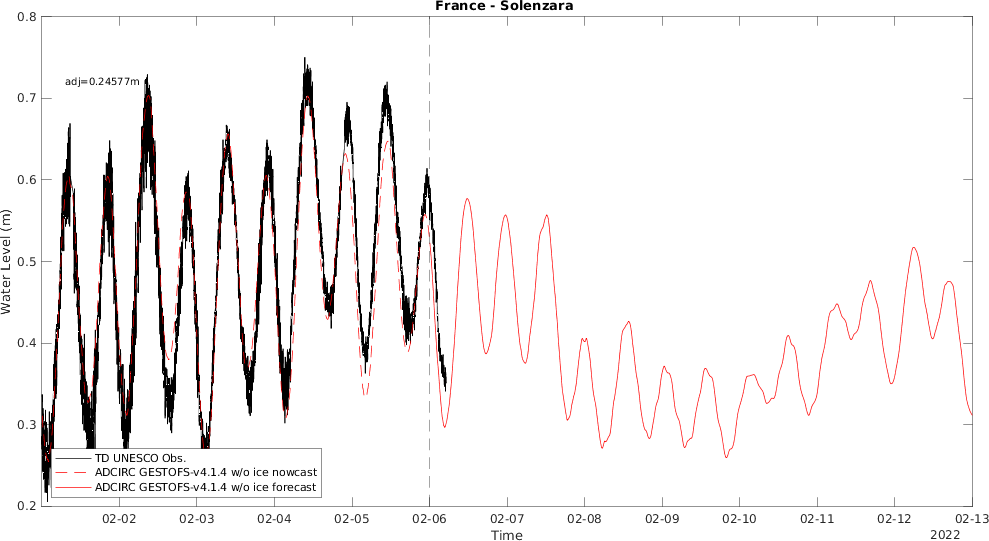 France - Solenzara
0.8
0.7
0.6
0.5
0.4
0.3
0.2
Water Level (m)
adj=0.24577m
TD UNESCO Obs.
ADCIRC GESTOFS-v4.1.4 w/o ice nowcast
ADCIRC GESTOFS-v4.1.4 w/o ice forecast
02-02 02-03 02-04 02-05 02-06 02-07 02-08 02-09 02-10 02-11 02-12 02-13
Time
2022